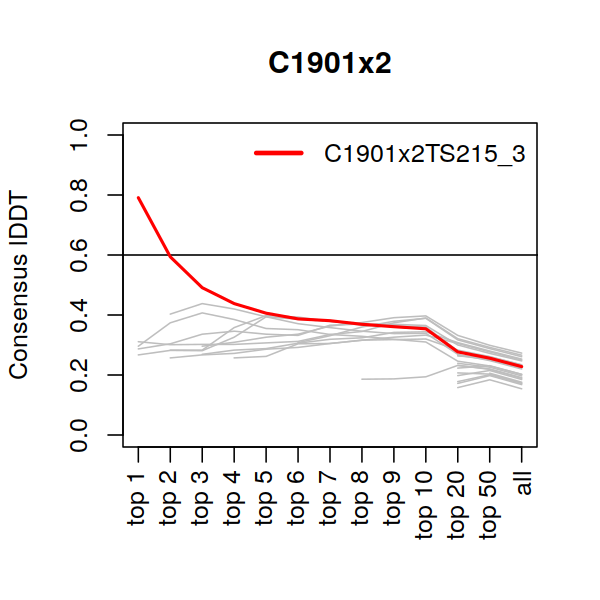 C1901x2
C1901x2TS215_3
Consensus lDDT
1.0
0.8
0.6
0.4
0.2
0.0
top 1
top 2
top 3
top 4
top 5
top 6
top 7
top 8
top 9
top 10
top 20
top 50
all